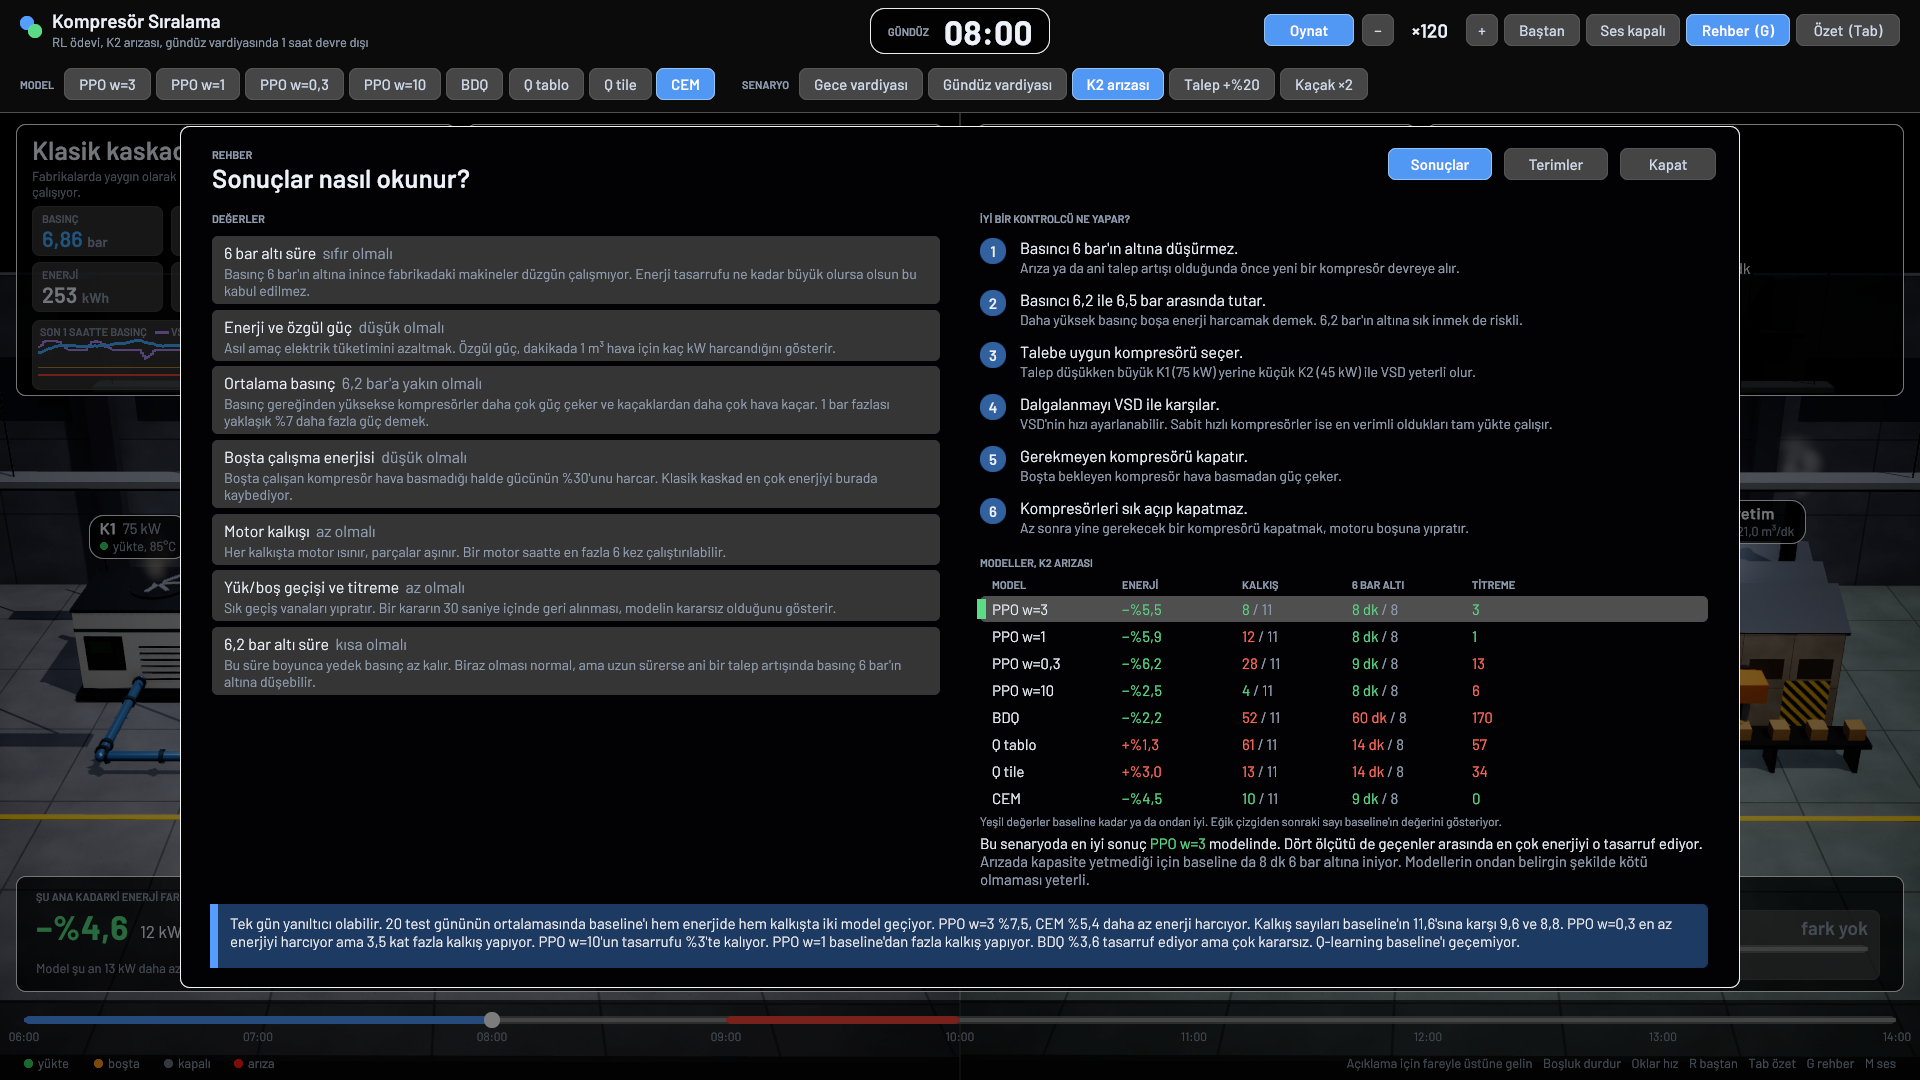 Kompresör Sıralama
RL ödevi, K2 arızası, gündüz vardiyasında 1 saat devre dışı
GÜNDÜZ 08:00
Oynat − ×120 + Baştan Ses kapalı Rehber (G) Özet (Tab)
MODEL PPO w=3 PPO w=1 PPO w=0,3 PPO w=10 BDQ Q tablo Q tile CEM SENARYO Gece vardiyası Gündüz vardiyası K2 arızası Talep +%20 Kaçak ×2
Klasik kaskad
Fabrikalarda yaygın olarak
çalışıyor.
BASINÇ
6,86 bar
ENERJİ
253 kWh
SON 1 SAATTE BASINÇ
K1 75 kW
yükte, 85°C
ŞU ANA KADARKİ ENERJİ FAR
−%4,6 12 kW
Model şu an 13 kW daha az
REHBER
Sonuçlar nasıl okunur?
Sonuçlar Terimler Kapat
DEĞERLER
6 bar altı süre sıfır olmalı
Basınç 6 bar'ın altına inince fabrikadaki makineler düzgün çalışmıyor. Enerji tasarrufu ne kadar büyük olursa olsun bu
kabul edilmez.
Enerji ve özgül güç düşük olmalı
Asıl amaç elektrik tüketimini azaltmak. Özgül güç, dakikada 1 m³ hava için kaç kW harcandığını gösterir.
Ortalama basınç 6,2 bar'a yakın olmalı
Basınç gereğinden yüksekse kompresörler daha çok güç çeker ve kaçaklardan daha çok hava kaçar. 1 bar fazlası
yaklaşık %7 daha fazla güç demek.
Boşta çalışma enerjisi düşük olmalı
Boşta çalışan kompresör hava basmadığı halde gücünün %30'unu harcar. Klasik kaskad en çok enerjiyi burada
kaybediyor.
Motor kalkışı az olmalı
Her kalkışta motor ısınır, parçalar aşınır. Bir motor saatte en fazla 6 kez çalıştırılabilir.
Yük/boş geçişi ve titreme az olmalı
Sık geçiş vanaları yıpratır. Bir kararın 30 saniye içinde geri alınması, modelin kararsız olduğunu gösterir.
6,2 bar altı süre kısa olmalı
Bu süre boyunca yedek basınç az kalır. Biraz olması normal, ama uzun sürerse ani bir talep artışında basınç 6 bar'ın
altına düşebilir.
İYİ BİR KONTROLCÜ NE YAPAR?
1 Basıncı 6 bar'ın altına düşürmez.
Arıza ya da ani talep artışı olduğunda önce yeni bir kompresör devreye alır.
2 Basıncı 6,2 ile 6,5 bar arasında tutar.
Daha yüksek basınç boşa enerji harcamak demek. 6,2 bar'ın altına sık inmek de riskli.
3 Talebe uygun kompresörü seçer.
Talep düşükken büyük K1 (75 kW) yerine küçük K2 (45 kW) ile VSD yeterli olur.
4 Dalgalanmayı VSD ile karşılar.
VSD'nin hızı ayarlanabilir. Sabit hızlı kompresörler ise en verimli oldukları tam yükte çalışır.
5 Gerekmeyen kompresörü kapatır.
Boşta bekleyen kompresör hava basmadan güç çeker.
6 Kompresörleri sık açıp kapatmaz.
Az sonra yine gerekecek bir kompresörü kapatmak, motoru boşuna yıpratır.
MODELLER, K2 ARIZASI
MODEL ENERJİ KALKIŞ 6 BAR ALTI TİTREME
PPO w=3 −%5,5 8 / 11 8 dk / 8 3
PPO w=1 −%5,9 12 / 11 8 dk / 8 1
PPO w=0,3 −%6,2 28 / 11 9 dk / 8 13
PPO w=10 −%2,5 4 / 11 8 dk / 8 6
BDQ −%2,2 52 / 11 60 dk / 8 170
Q tablo +%1,3 61 / 11 14 dk / 8 57
Q tile +%3,0 13 / 11 14 dk / 8 34
CEM −%4,5 10 / 11 9 dk / 8 0
Yeşil değerler baseline kadar ya da ondan iyi. Eğik çizgiden sonraki sayı baseline'ın değerini gösteriyor.
Bu senaryoda en iyi sonuç PPO w=3 modelinde. Dört ölçütü de geçenler arasında en çok enerjiyi o tasarruf ediyor.
Arızada kapasite yetmediği için baseline da 8 dk 6 bar altına iniyor. Modellerin ondan belirgin şekilde kötü
olmaması yeterli.
Tek gün yanıltıcı olabilir. 20 test gününün ortalamasında baseline'ı hem enerjide hem kalkışta iki model geçiyor. PPO w=3 %7,5, CEM %5,4 daha az enerji harcıyor. Kalkış sayıları baseline'ın 11,6'sına karşı 9,6 ve 8,8. PPO w=0,3 en az
enerjiyi harcıyor ama 3,5 kat fazla kalkış yapıyor. PPO w=10'un tasarrufu %3'te kalıyor. PPO w=1 baseline'dan fazla kalkış yapıyor. BDQ %3,6 tasarruf ediyor ama çok kararsız. Q-learning baseline'ı geçemiyor.
etim
21,0 m³/dk
fark yok
06:00 07:00 08:00 09:00 10:00 11:00 12:00 13:00 14:00
yükte boşta kapalı arıza
Açıklama için fareyle üstüne gelin Boşluk durdur Oklar hız R baştan Tab özet G rehber M ses